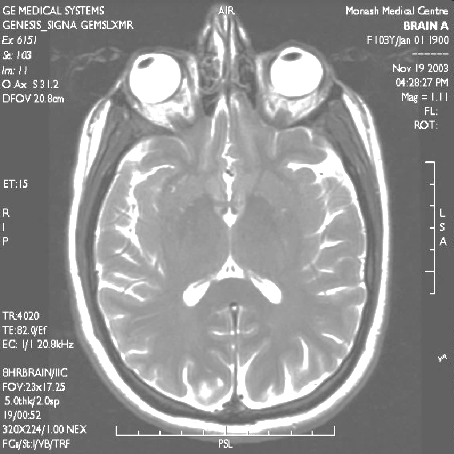 GE MEDICAL SYSTEMS
GENESIS_SIGNA GEMSLXMR
Ex: 6151
Se: 103
Im: 11
O Ax S 31.2
DFOV 20.8cm
AIR
Monash Medical Centre
BRAIN A
F 103Y/Jan 01 1900
Nov 19 2003
04:28:27 PM
Mag = 1.11
FL:
ROT:
ET: 15
R
I
P
L
S
A
TR:4020
TE:82.0/Ef
EC: 1/1 20.8kHz
8HRBRAIN/IIC
FOV:23x17.25
5.0thk/2.0sp
19/00:52
320X224/1.00 NEX
FC/s/St:I/VB/TRF
PSL